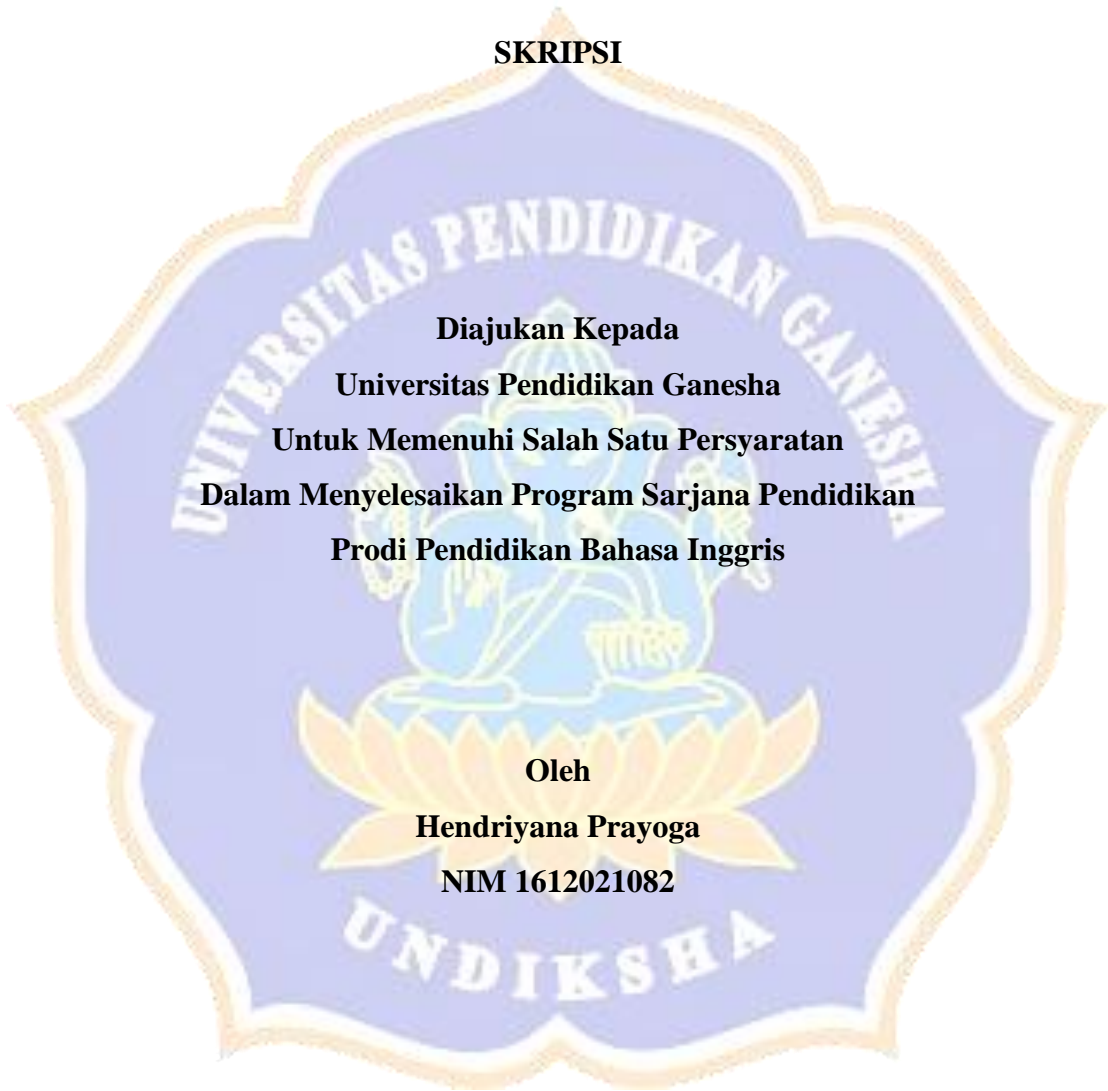 SKRIPSI
UNIVERSITAS PENDIDIKAN GANESHA
Diajukan Kepada
Universitas Pendidikan Ganesha
Untuk Memenuhi Salah Satu Persyaratan
Dalam Menyelesaikan Program Sarjana Pendidikan
Prodi Pendidikan Bahasa Inggris
Oleh
Hendriyana Prayoga
NIM 1612021082
UNDIKSHA